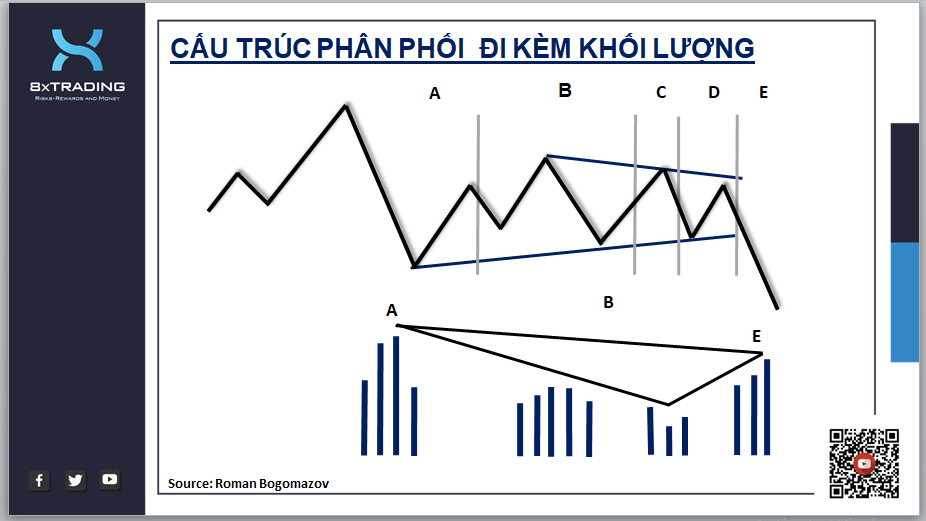 CẤU TRÚC PHÂN PHỐI ĐI KÈM KHỐI LƯỢNG
8XTRADING
RISKS-REWARDS AND MONEY
A B C D E
A B E
Source: Roman Bogomazov